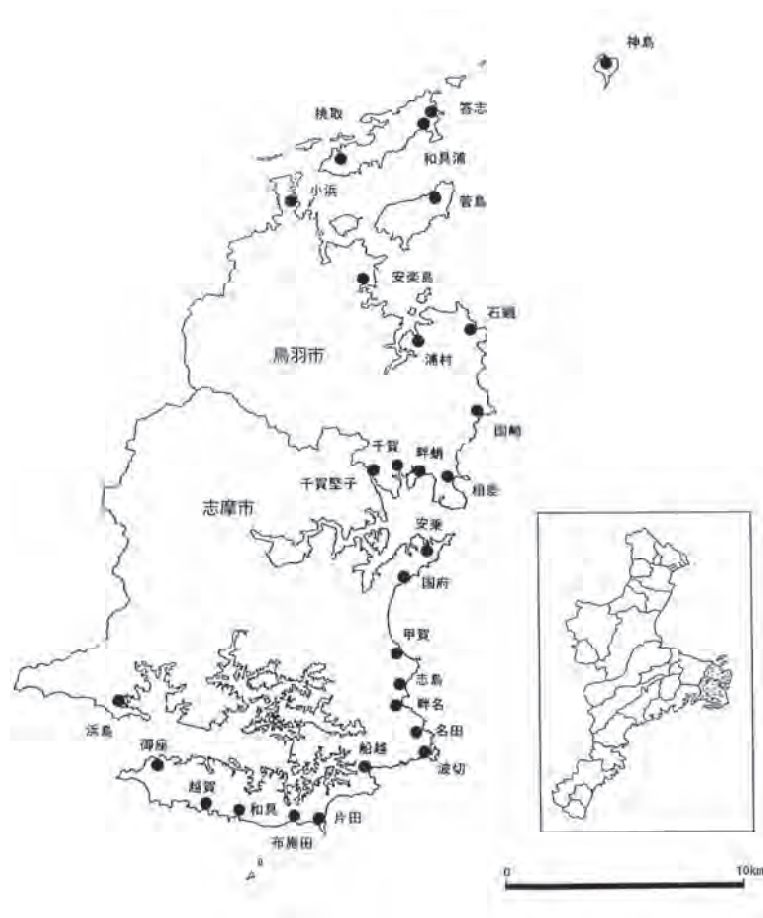 神島
答志
桃取
和具浦
小浜
菅島
安楽島
石鏡
浦村
鳥羽市
国崎
千賀
畔蛸
千賀堅子
相差
志摩市
安乗
国府
甲賀
志島
畔名
浜島
名田
御座
船越
波切
越賀
和具
片田
布施田
0
10km